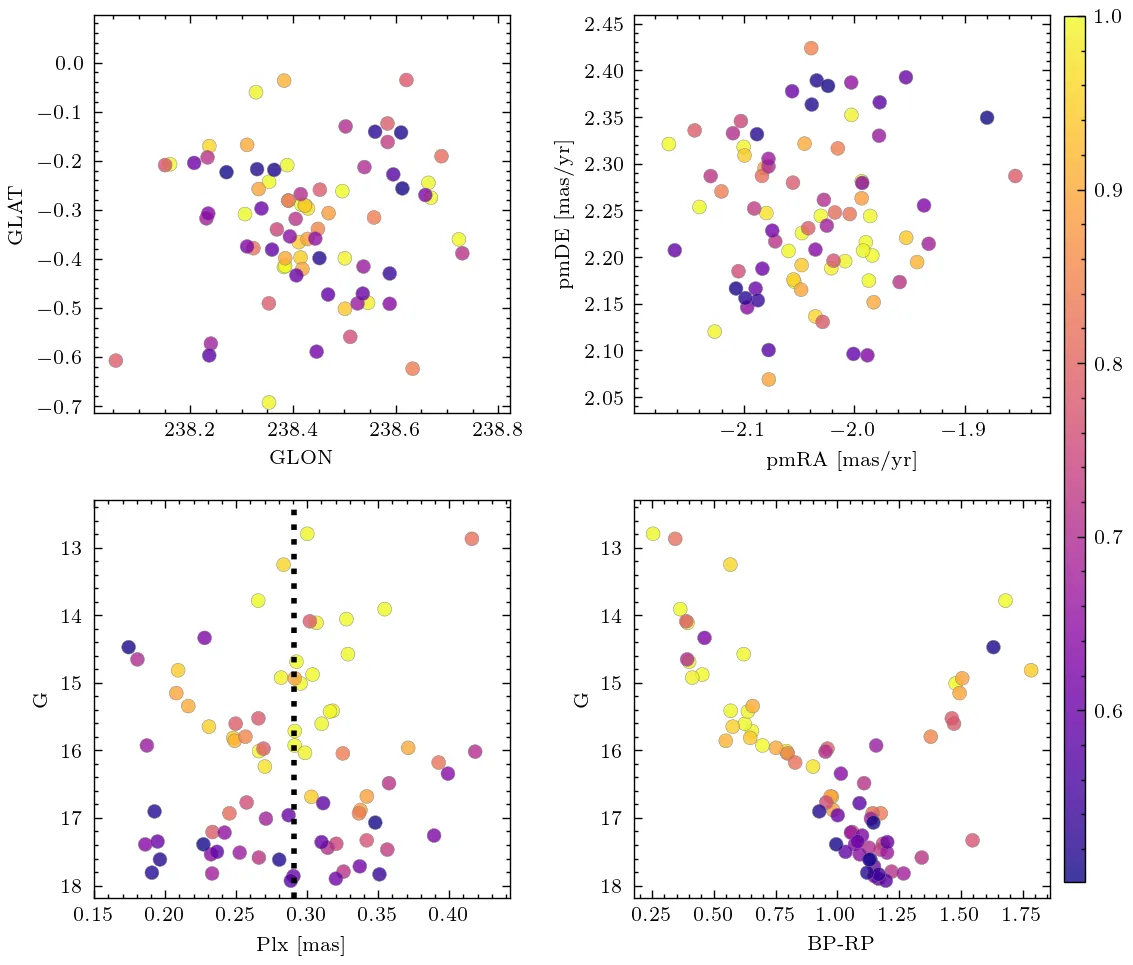 0.0
−0.1
−0.2
−0.3
−0.4
−0.5
−0.6
−0.7
GLAT
238.2 238.4 238.6 238.8
GLON
2.45
2.40
2.35
2.30
2.25
2.20
2.15
2.10
2.05
pmDE [mas/yr]
−2.1 −2.0 −1.9
pmRA [mas/yr]
1.0
0.9
0.8
0.7
0.6
13
14
15
16
17
18
G
0.15 0.20 0.25 0.30 0.35 0.40
Plx [mas]
13
14
15
16
17
18
G
0.25 0.50 0.75 1.00 1.25 1.50 1.75
BP-RP